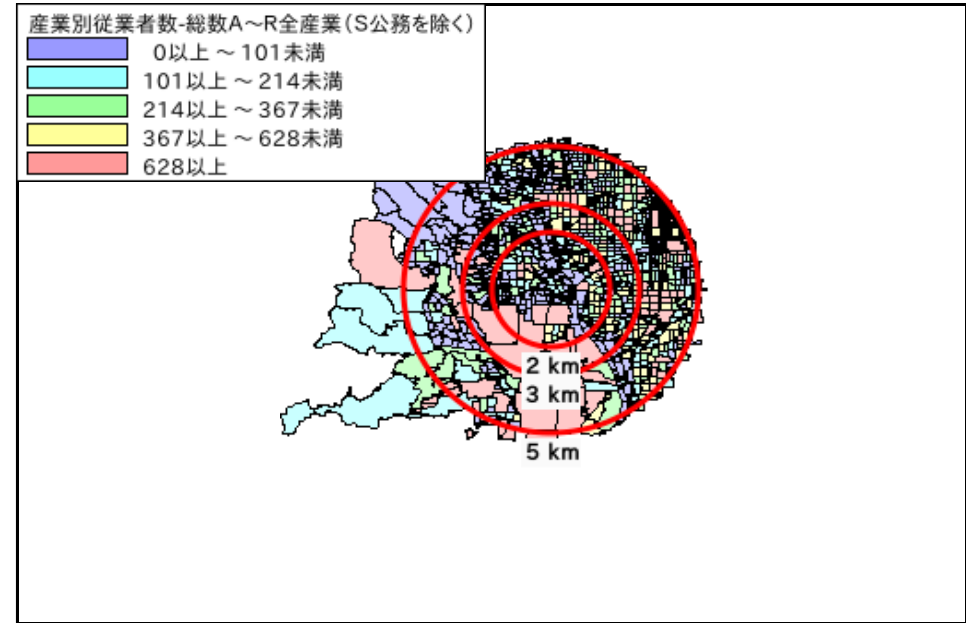 産業別従業者数-総数A～R全産業(S公務を除く)
0以上 ～ 101未満
101以上 ～ 214未満
214以上 ～ 367未満
367以上 ～ 628未満
628以上
2 km
3 km
5 km